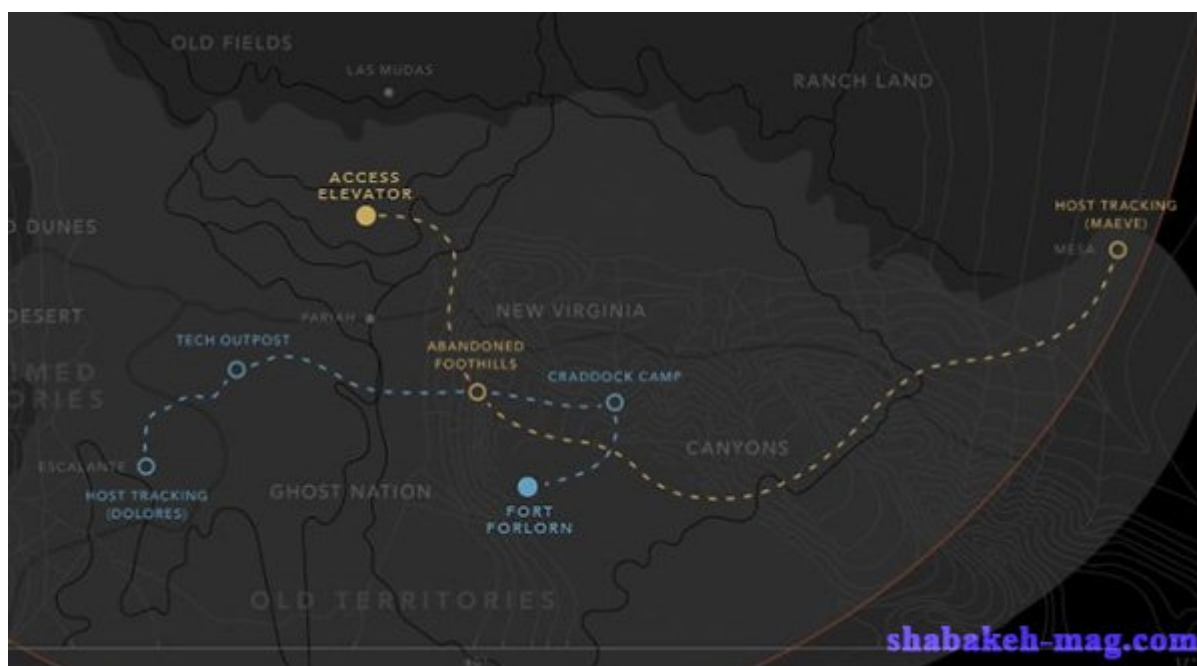 OLD FIELDS
LAS MUDAS
RANCH LAND
ACCESS
ELEVATOR
HOST TRACKING
(MAEVE)
DUNES
MESA
DESERT
PARIAH
NEW VIRGINIA
TECH OUTPOST
ABANDONED
FOOTHILLS
CRADDOCK CAMP
CANYONS
ESCALANTE
HOST TRACKING
(DOLORES)
GHOST NATION
FORT
FORLORN
OLD TERRITORIES
shabakeh-mag.com